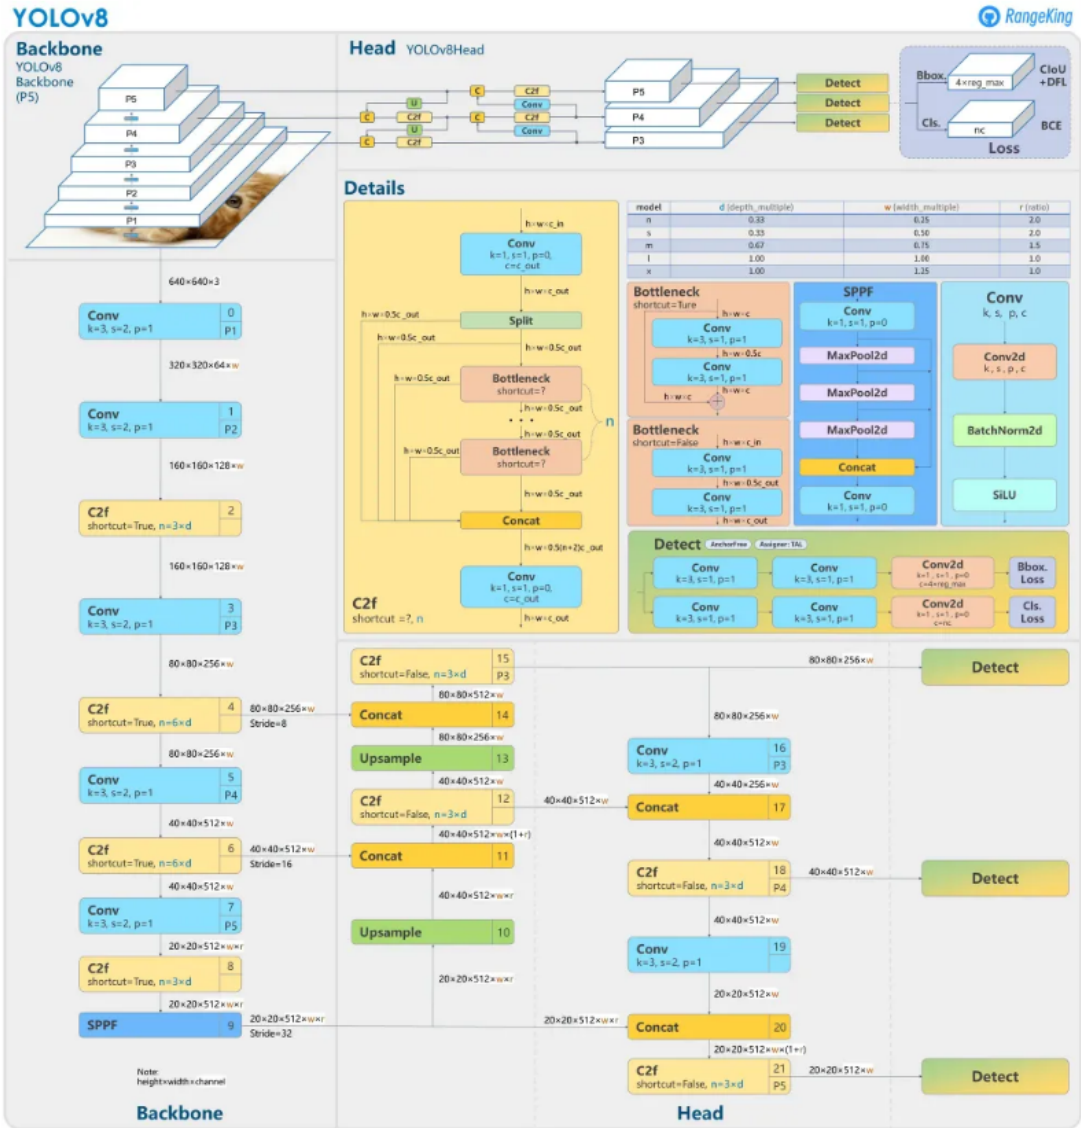 YOLOv8
RangeKing
Backbone
YOLOv8
Backbone
(P5)
P5
P4
P3
P2
P1
Head YOLOv8Head
C
C2f
Conv
U
C
C2f
C
C2f
U
Conv
C
C2f
P5
P4
P3
Detect
Detect
Detect
Bbox.
4×reg_max
CIoU
+DFL
Cls.
nc
BCE
Loss
640×640×3
Conv
k=3, s=2, p=1
0
P1
320×320×64×w
Conv
k=3, s=2, p=1
1
P2
160×160×128×w
C2f
shortcut=True, n=3×d
2
160×160×128×w
Conv
k=3, s=2, p=1
3
P3
80×80×256×w
C2f
shortcut=True, n=6×d
4
80×80×256×w
Stride=8
80×80×256×w
Conv
k=3, s=2, p=1
5
P4
40×40×512×w
C2f
shortcut=True, n=6×d
6
40×40×512×w
Stride=16
40×40×512×w
Conv
k=3, s=2, p=1
7
P5
20×20×512×w×r
C2f
shortcut=True, n=3×d
8
20×20×512×w×r
SPPF
9
20×20×512×w×r
Stride=32
Note:
height×width×channel
Backbone
Details
h×w×c_in
Conv
k=1, s=1, p=0,
c=c_out
h×w×c_out
Split
h×w×0.5c_out
h×w×0.5c_out
h×w×0.5c_out
Bottleneck
shortcut=?
h×w×0.5c_out
h×w×0.5c_out
. . .
h×w×0.5c_out
n
Bottleneck
shortcut=?
h×w×0.5c_out
h×w×0.5c_out
Concat
h×w×0.5(n+2)c_out
Conv
k=1, s=1, p=0,
c=c_out
h×w×c_out
C2f
shortcut =?, n
model d (depth_multiple) w (width_multiple) r (ratio)
n 0.33 0.25 2.0
s 0.33 0.50 2.0
m 0.67 0.75 1.5
l 1.00 1.00 1.0
x 1.00 1.25 1.0
Bottleneck
shortcut=Ture
h×w×c
Conv
k=3, s=1, p=1
h×w×0.5c
Conv
k=3, s=1, p=1
h×w×c
h×w×c
Bottleneck
shortcut=False
h×w×c_in
Conv
k=3, s=1, p=1
h×w×0.5c_out
Conv
k=3, s=1, p=1
h×w×c_out
SPPF
Conv
k=1, s=1, p=0
MaxPool2d
MaxPool2d
MaxPool2d
Concat
Conv
k=1, s=1, p=0
Conv
k, s, p, c
Conv2d
k, s, p, c
BatchNorm2d
SiLU
Detect
AnchorFree
Assigner: TAL
Conv
k=3, s=1, p=1
Conv
k=3, s=1, p=1
Conv2d
k=1, s=1, p=0
c=4×reg_max
Bbox.
Loss
Conv
k=3, s=1, p=1
Conv
k=3, s=1, p=1
Conv2d
k=1, s=1, p=0
c=nc
Cls.
Loss
C2f
shortcut=False, n=3×d
15
P3
80×80×512×w
Concat
14
80×80×256×w
Upsample
13
40×40×512×w
C2f
shortcut=False, n=3×d
12
40×40×512×w
40×40×512×w×(1+r)
Concat
11
40×40×512×w×r
Upsample
10
20×20×512×w×r
80×80×256×w
Detect
80×80×256×w
Conv
k=3, s=2, p=1
16
P3
40×40×256×w
Concat
17
40×40×512×w
C2f
shortcut=False, n=3×d
18
P4
40×40×512×w
Detect
40×40×512×w
Conv
k=3, s=2, p=1
19
20×20×512×w
20×20×512×w×r
Concat
20
20×20×512×w×(1+r)
C2f
shortcut=False, n=3×d
21
P5
20×20×512×w
Detect
Head